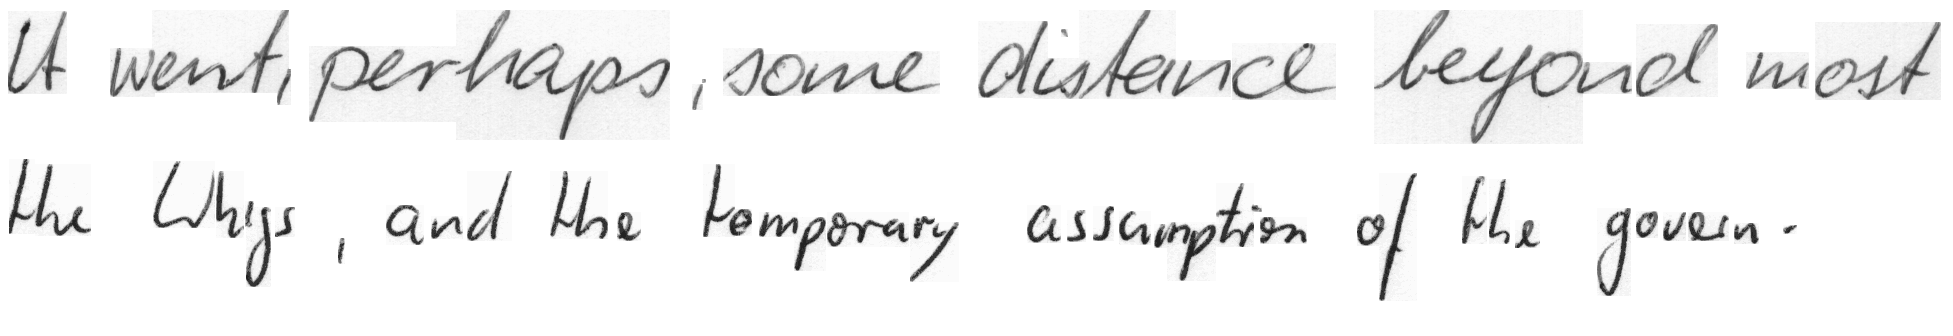 It went, perhaps, some distance beyond most
the Whigs, and the temporary assumption of the govern-